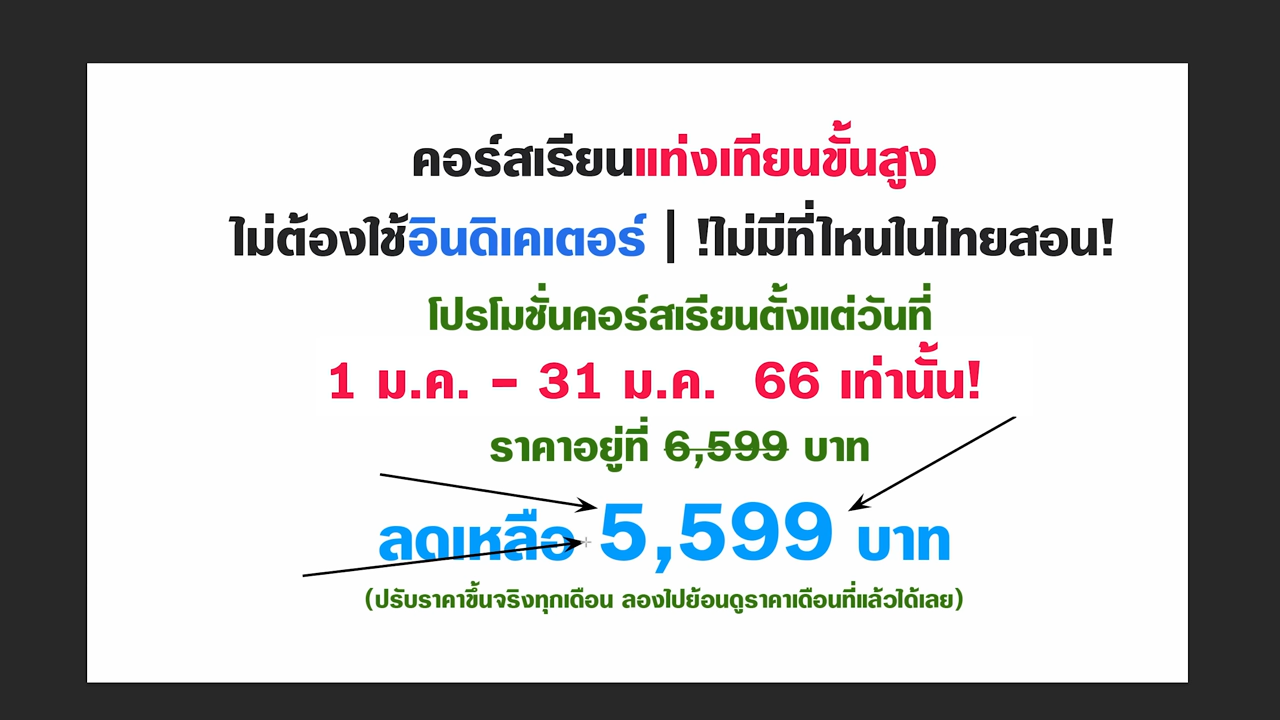 คอร์สเรียนแท่งเทียนขั้นสูง
ไม่ต้องใช้อินดิเคเตอร์ | !ไม่มีที่ไหนในไทยสอน!
โปรโมชั่นคอร์สเรียนตั้งแต่วันที่
1 ม.ค. – 31 ม.ค. 66 เท่านั้น!
ราคาอยู่ที่ 6,599 บาท
ลดเหลือ 5,599 บาท
(ปรับราคาขึ้นจริงทุกเดือน ลองไปย้อนดูราคาเดือนที่แล้วได้เลย)